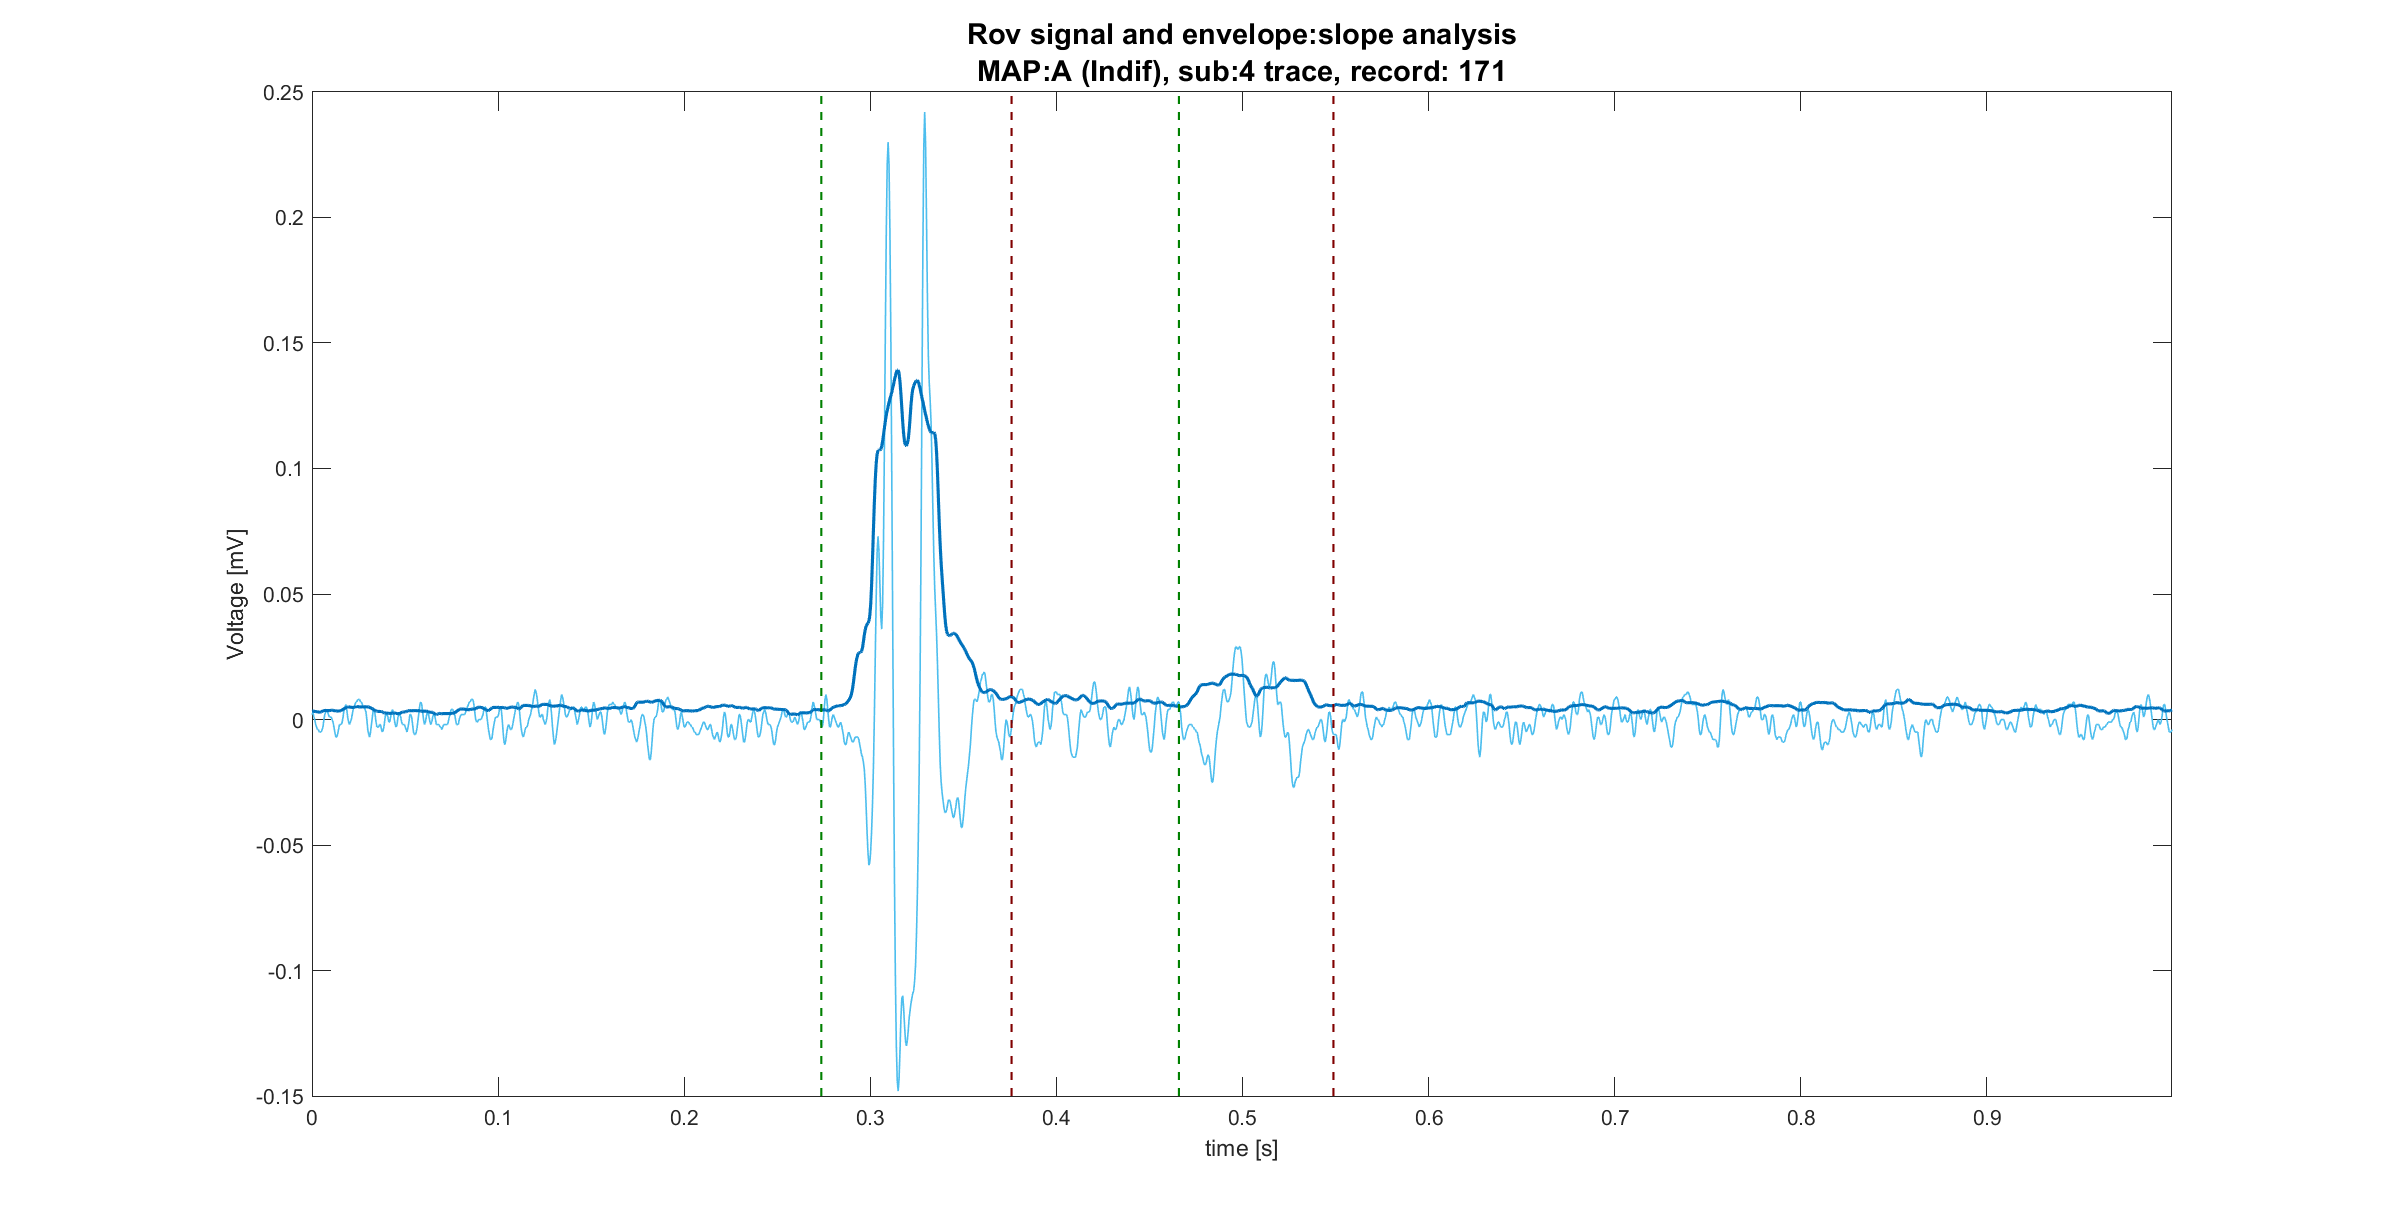 Rov signal and envelope:slope analysis
MAP:A (Indif), sub:4 trace, record: 171
0.25
0.2
0.15
0.1
0.05
0
-0.05
-0.1
-0.15
Voltage [mV]
0 0.1 0.2 0.3 0.4 0.5 0.6 0.7 0.8 0.9
time [s]